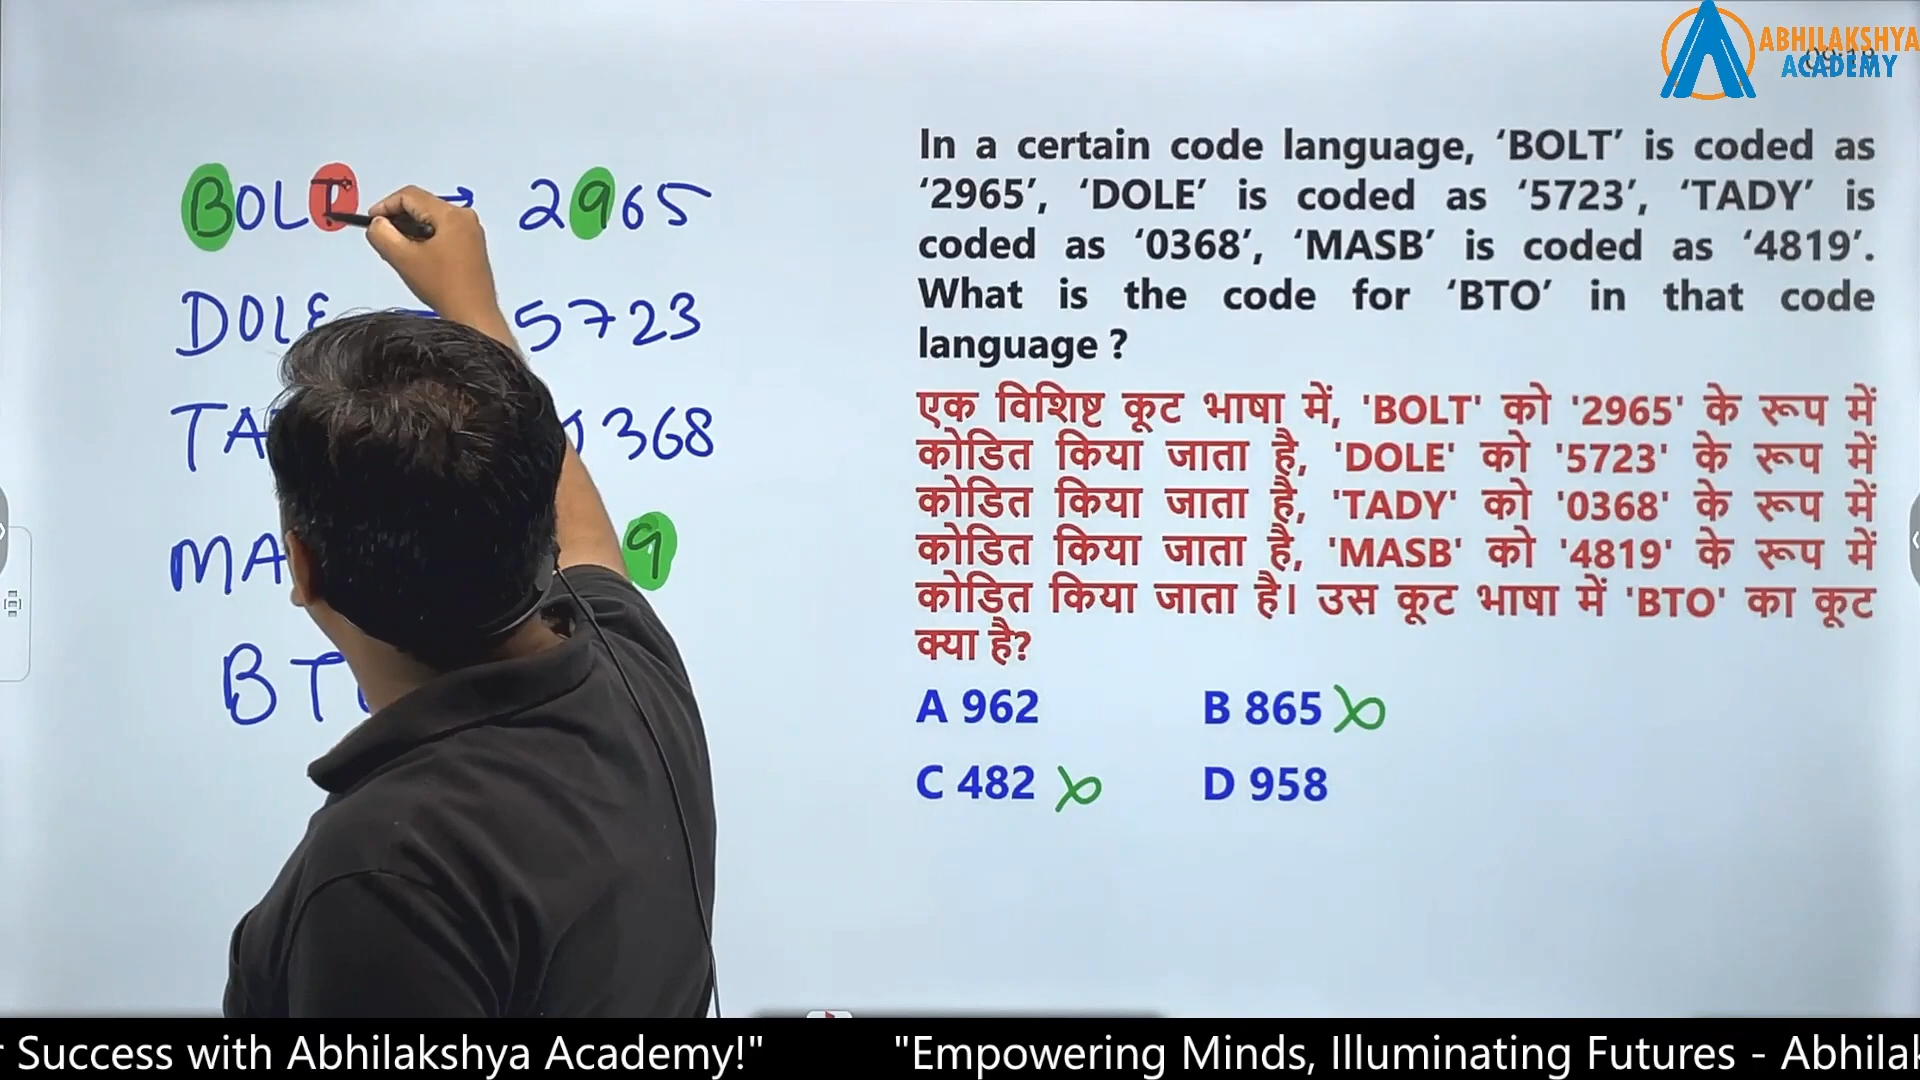 ABHILAKSHYA
ACADEMY
In a certain code language, ‘BOLT’ is coded as
‘2965’, ‘DOLE’ is coded as ‘5723’, ‘TADY’ is
coded as ‘0368’, ‘MASB’ is coded as ‘4819’.
What is the code for ‘BTO’ in that code
language ?
एक विशिष्ट कूट भाषा में, 'BOLT' को '2965' के रूप में
कोडित किया जाता है, 'DOLE' को '5723' के रूप में
कोडित किया जाता है, 'TADY' को '0368' के रूप में
कोडित किया जाता है, 'MASB' को '4819' के रूप में
कोडित किया जाता है। उस कूट भाषा में 'BTO' का कूट
क्या है?
A 962 B 865
C 482 D 958
BOLT → 2965
DOLE 5723
TA 368
MA 9
BT
Success with Abhilakshya Academy!" "Empowering Minds, Illuminating Futures - Abhilak